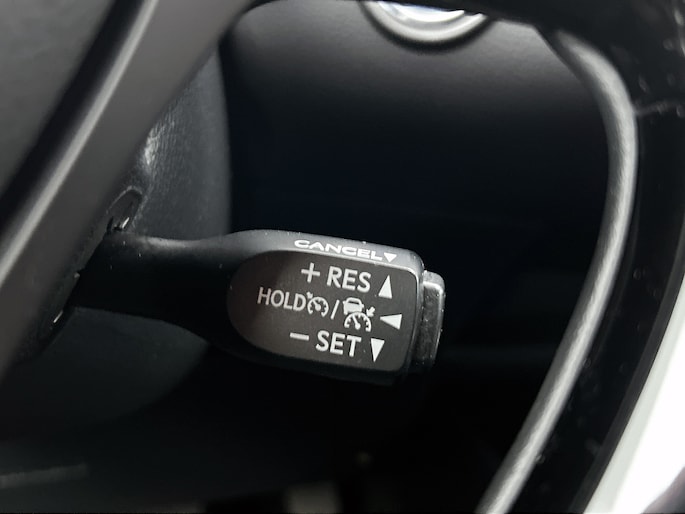 CANCEL▼
+ RES ▲
HOLD / ◀
− SET ▼